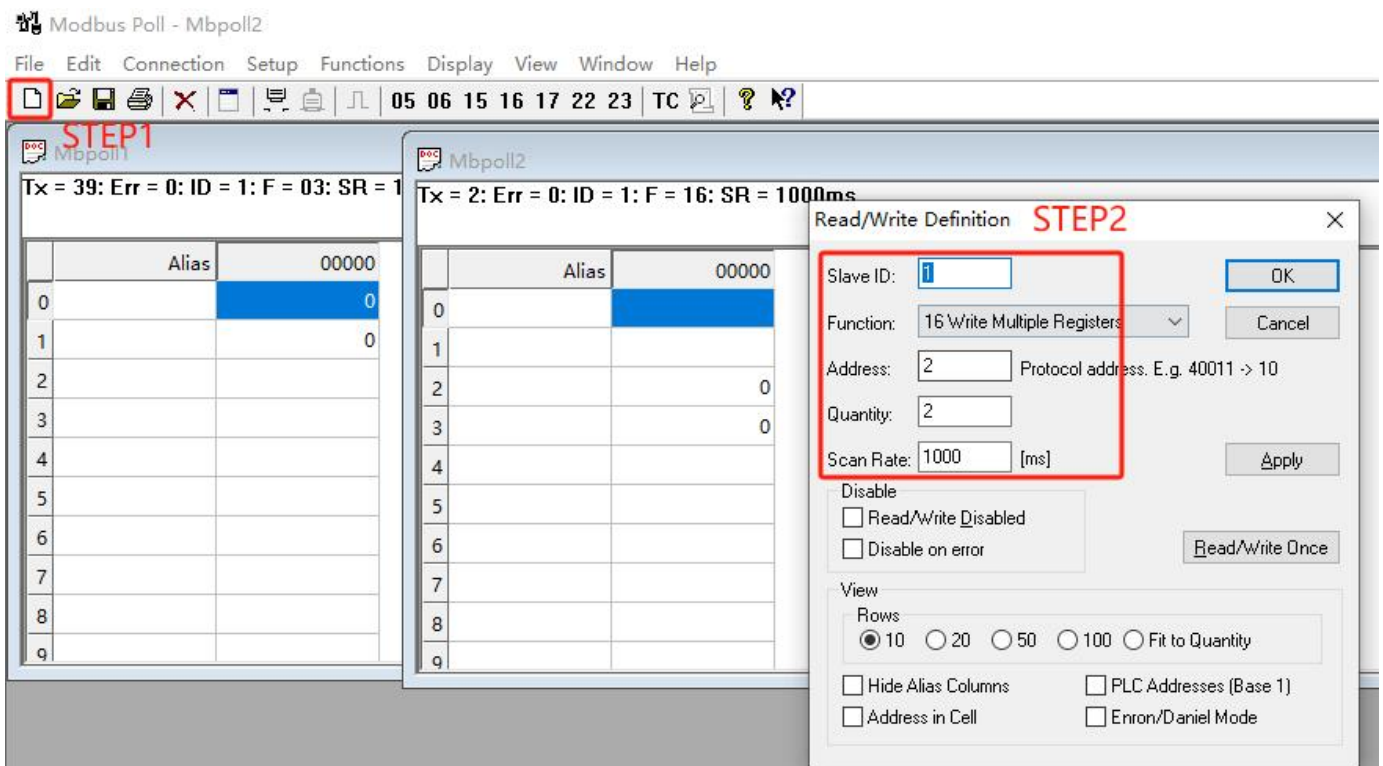 Modbus Poll - Mbpoll2
File Edit Connection Setup Functions Display View Window Help
05 06 15 16 17 22 23 TC
STEP1
Mbpoll1
Tx = 39: Err = 0: ID = 1: F = 03: SR = 1
Alias 00000
0 0
1 0
2
3
4
5
6
7
8
9
Mbpoll2
Tx = 2: Err = 0: ID = 1: F = 16: SR = 1000ms
Alias 00000
0
1
2 0
3 0
4
5
6
7
8
9
Read/Write Definition STEP2
Slave ID: 1 OK
Function: 16 Write Multiple Registers Cancel
Address: 2 Protocol address. E.g. 40011 -> 10
Quantity: 2
Scan Rate: 1000 [ms] Apply
Disable
Read/Write Disabled
Disable on error Read/Write Once
View
Rows
10 20 50 100 Fit to Quantity
Hide Alias Columns PLC Addresses (Base 1)
Address in Cell Enron/Daniel Mode